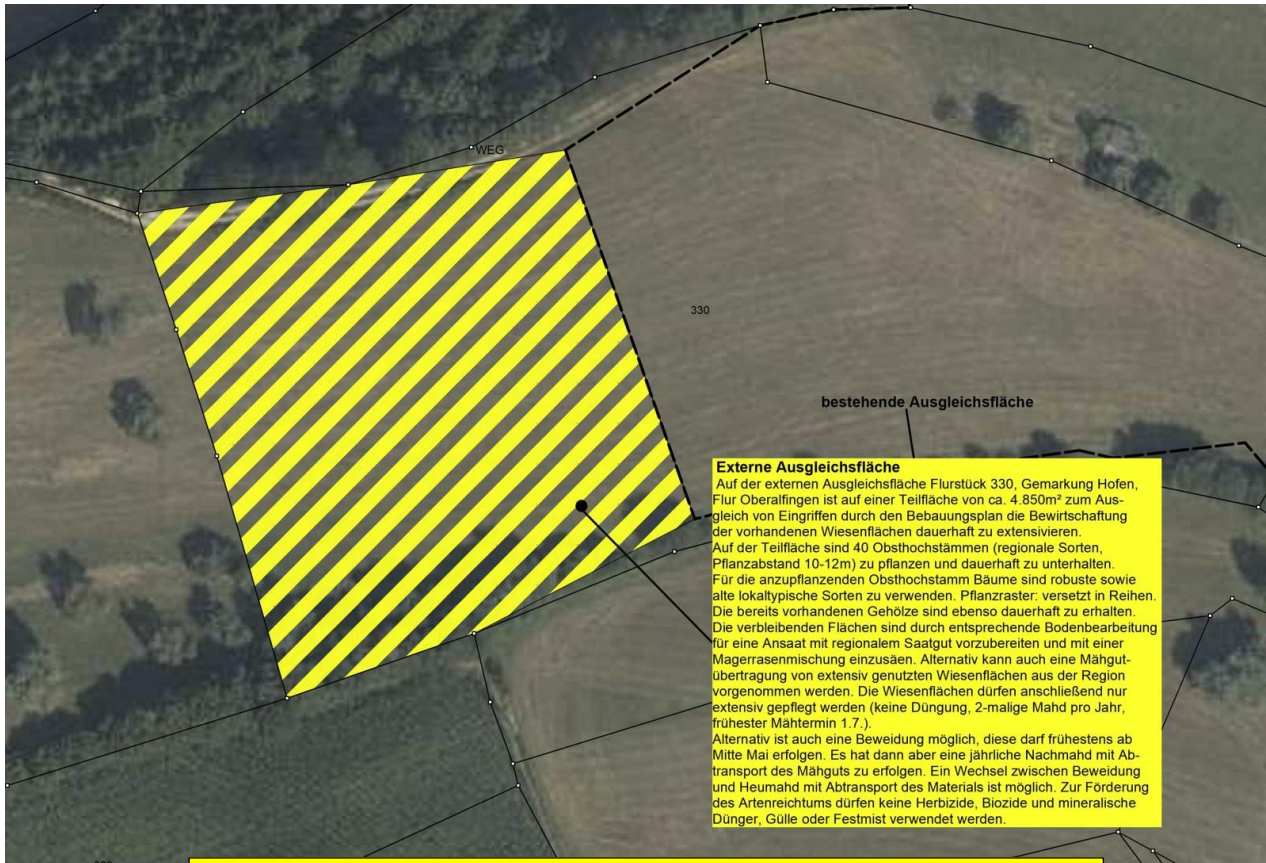 WEG
330
bestehende Ausgleichsfläche
Externe Ausgleichsfläche
Auf der externen Ausgleichsfläche Flurstück 330, Gemarkung Hofen,
Flur Oberalfingen ist auf einer Teilfläche von ca. 4.850m² zum Aus-
gleich von Eingriffen durch den Bebauungsplan die Bewirtschaftung
der vorhandenen Wiesenflächen dauerhaft zu extensivieren.
Auf der Teilfläche sind 40 Obsthochstämmen (regionale Sorten,
Pflanzabstand 10-12m) zu pflanzen und dauerhaft zu unterhalten.
Für die anzupflanzenden Obsthochstamm Bäume sind robuste sowie
alte lokaltypische Sorten zu verwenden. Pflanzraster: versetzt in Reihen.
Die bereits vorhandenen Gehölze sind ebenso dauerhaft zu erhalten.
Die verbleibenden Flächen sind durch entsprechende Bodenbearbeitung
für eine Ansaat mit regionalem Saatgut vorzubereiten und mit einer
Magerrasenmischung einzusäen. Alternativ kann auch eine Mähgut-
übertragung von extensiv genutzten Wiesenflächen aus der Region
vorgenommen werden. Die Wiesenflächen dürfen anschließend nur
extensiv gepflegt werden (keine Düngung, 2-malige Mahd pro Jahr,
frühester Mähtermin 1.7.).
Alternativ ist auch eine Beweidung möglich, diese darf frühestens ab
Mitte Mai erfolgen. Es hat dann aber eine jährliche Nachmahd mit Ab-
transport des Mähguts zu erfolgen. Ein Wechsel zwischen Beweidung
und Heumahd mit Abtransport des Materials ist möglich. Zur Förderung
des Artenreichtums dürfen keine Herbizide, Biozide und mineralische
Dünger, Gülle oder Festmist verwendet werden.